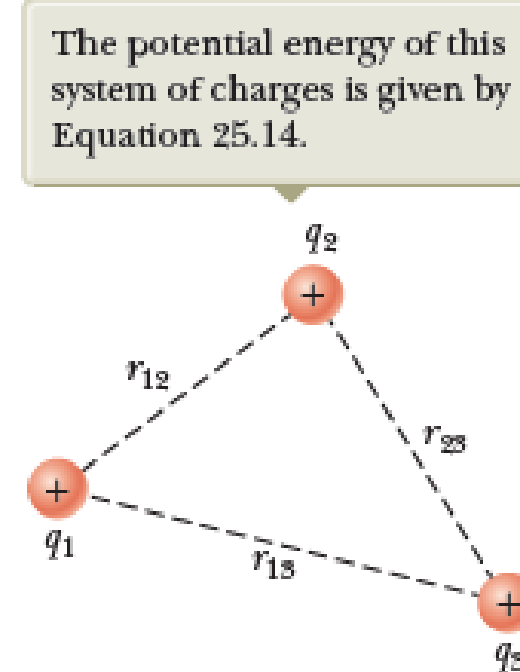 The potential energy of this
system of charges is given by
Equation 25.14.
q2
+
r12
r23
+
q1
r13
+